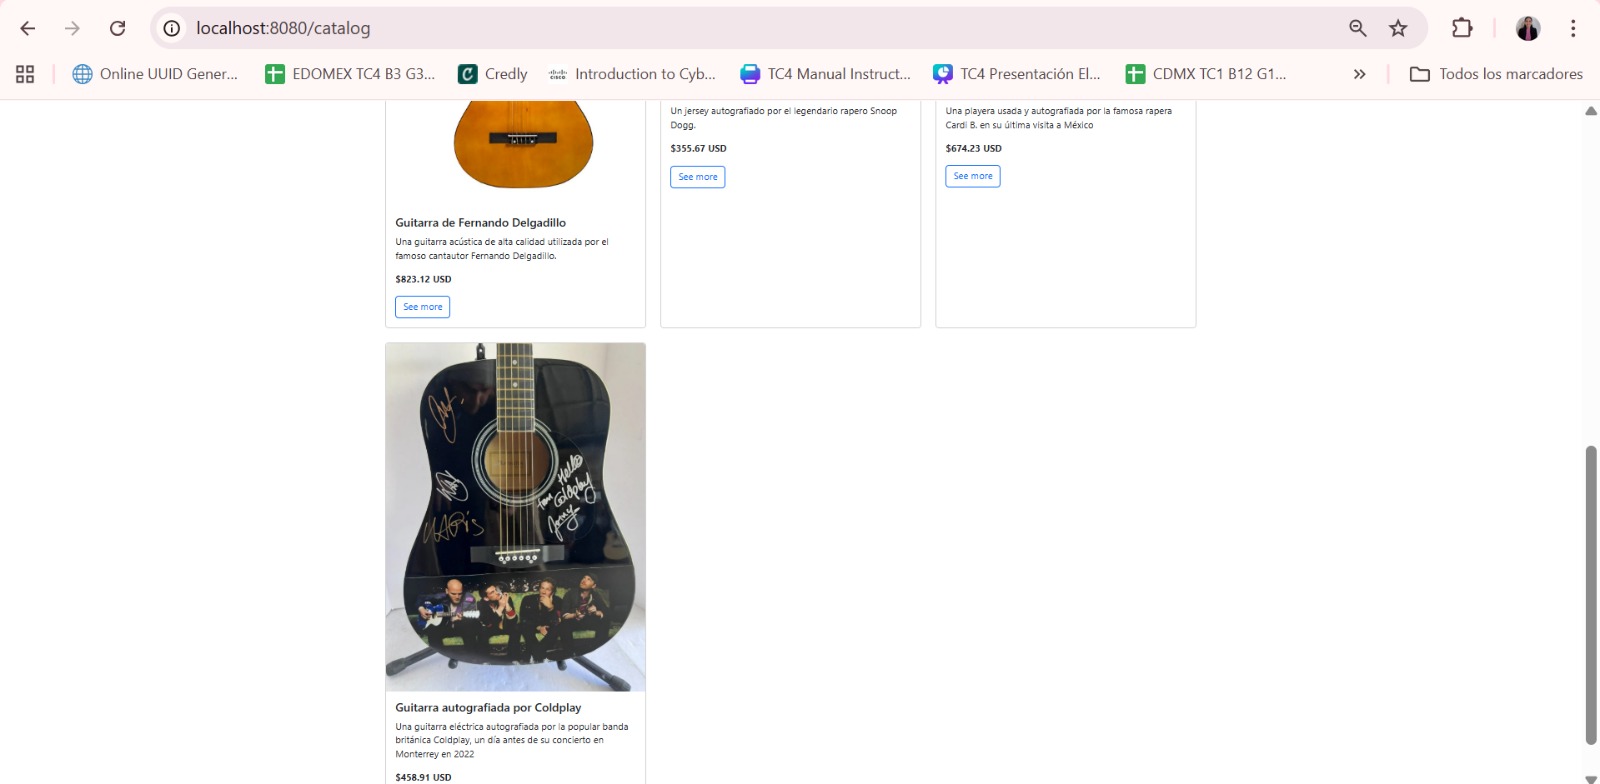 localhost:8080/catalog
Online UUID Gener...
EDOMEX TC4 B3 G3...
Credly
Introduction to Cyb...
TC4 Manual Instruct...
TC4 Presentación El...
CDMX TC1 B12 G1...
»
Todos los marcadores
Guitarra de Fernando Delgadillo
Una guitarra acústica de alta calidad utilizada por el
famoso cantautor Fernando Delgadillo.
$823.12 USD
See more
Un jersey autografiado por el legendario rapero Snoop
Dogg.
$355.67 USD
See more
Una playera usada y autografiada por la famosa rapera
Cardi B. en su última visita a México
$674.23 USD
See more
Hello
Coldplay
Guitarra autografiada por Coldplay
Una guitarra eléctrica autografiada por la popular banda
británica Coldplay, un día antes de su concierto en
Monterrey en 2022
$458.91 USD